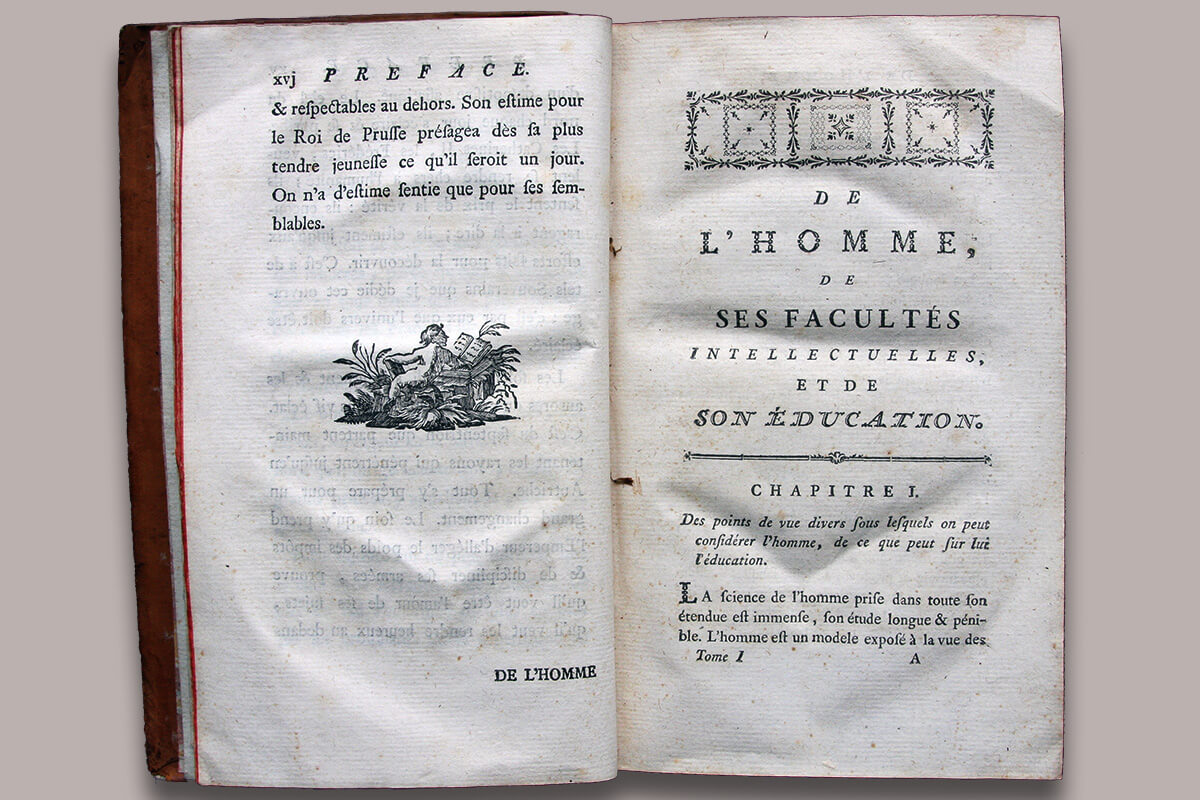 xvj PREFACE.
& reſpectables au dehors. Son eſtime pour
le Roi de Pruſſe préſagea dès ſa plus
tendre jeuneſſe ce qu'il ſeroit un jour.
On n'a d'eſtime ſentie que pour ſes ſem-
blables.
DE L'HOMME
DE
L'HOMME,
DE
SES FACULTÉS
INTELLECTUELLES,
ET DE
SON ÉDUCATION.
CHAPITRE I.
Des points de vue divers ſous leſquels on peut
conſidérer l'homme, de ce que peut ſur lui
l'éducation.
LA ſcience de l'homme priſe dans toute ſon
étendue eſt immenſe, ſon étude longue & péni-
ble. L'homme eſt un modele expoſé à la vue des
Tome I A